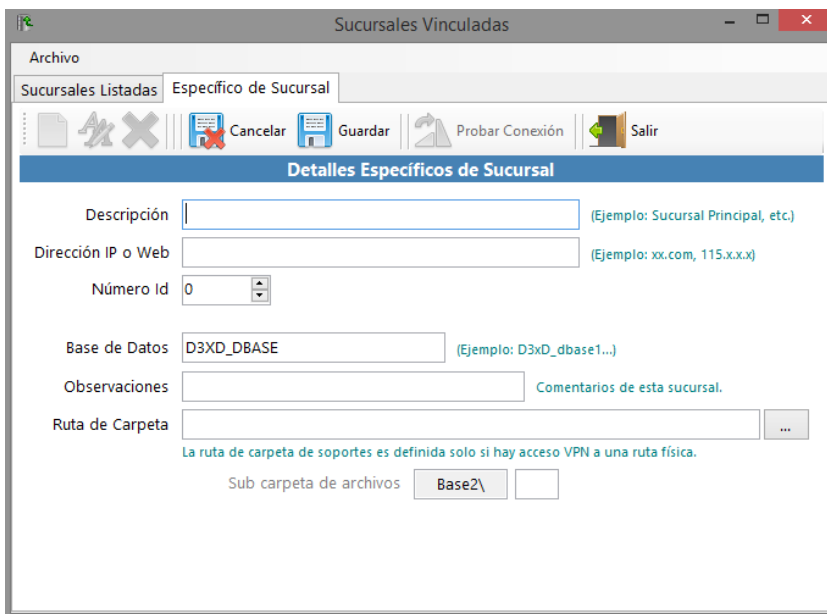 Sucursales Vinculadas
Archivo
Sucursales Listadas Específico de Sucursal
Cancelar Guardar Probar Conexión Salir
Detalles Específicos de Sucursal
Descripción (Ejemplo: Sucursal Principal, etc.)
Dirección IP o Web (Ejemplo: xx.com, 115.x.x.x)
Número Id 0
Base de Datos D3XD_DBASE (Ejemplo: D3xD_dbase1...)
Observaciones Comentarios de esta sucursal.
Ruta de Carpeta ...
La ruta de carpeta de soportes es definida solo si hay acceso VPN a una ruta física.
Sub carpeta de archivos Base2\